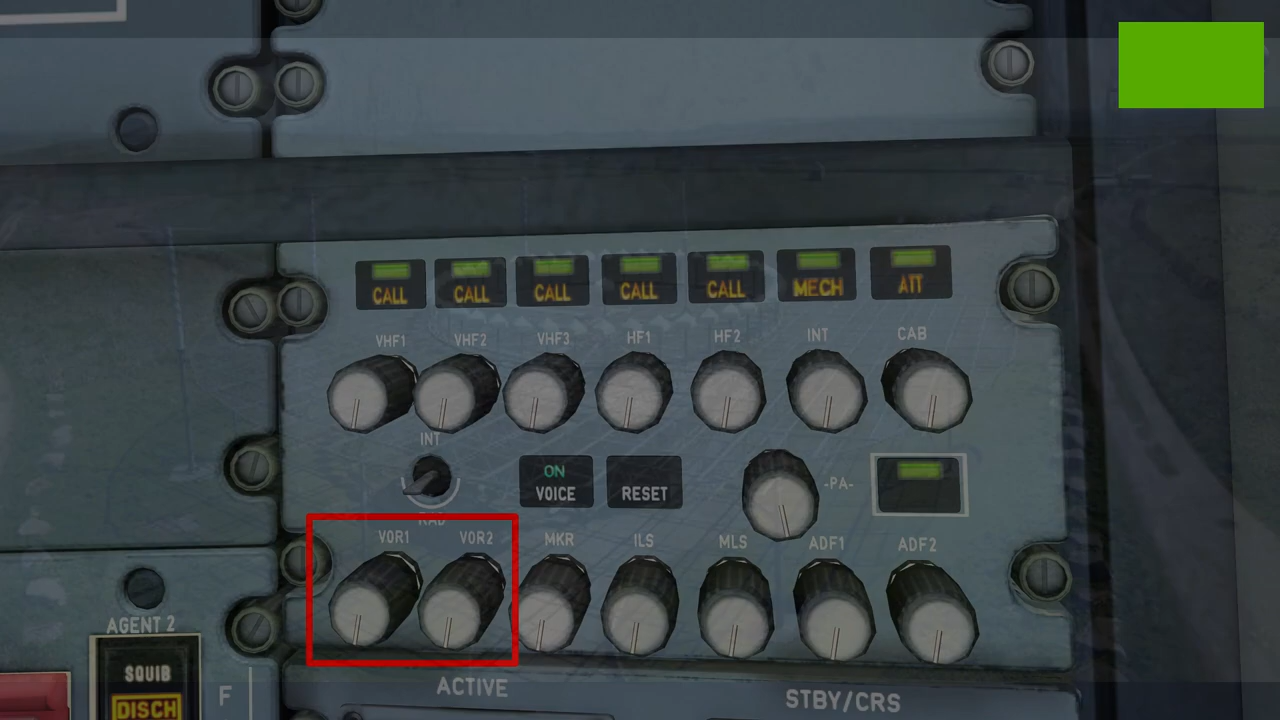 CALL CALL CALL CALL CALL MECH ATT
VHF1 VHF2 VHF3 HF1 HF2 INT CAB
INT
ON
VOICE RESET -PA-
RAD
VOR1 VOR2 MKR ILS MLS ADF1 ADF2
AGENT 2
SQUIB
DISCH
F
ACTIVE STBY/CRS